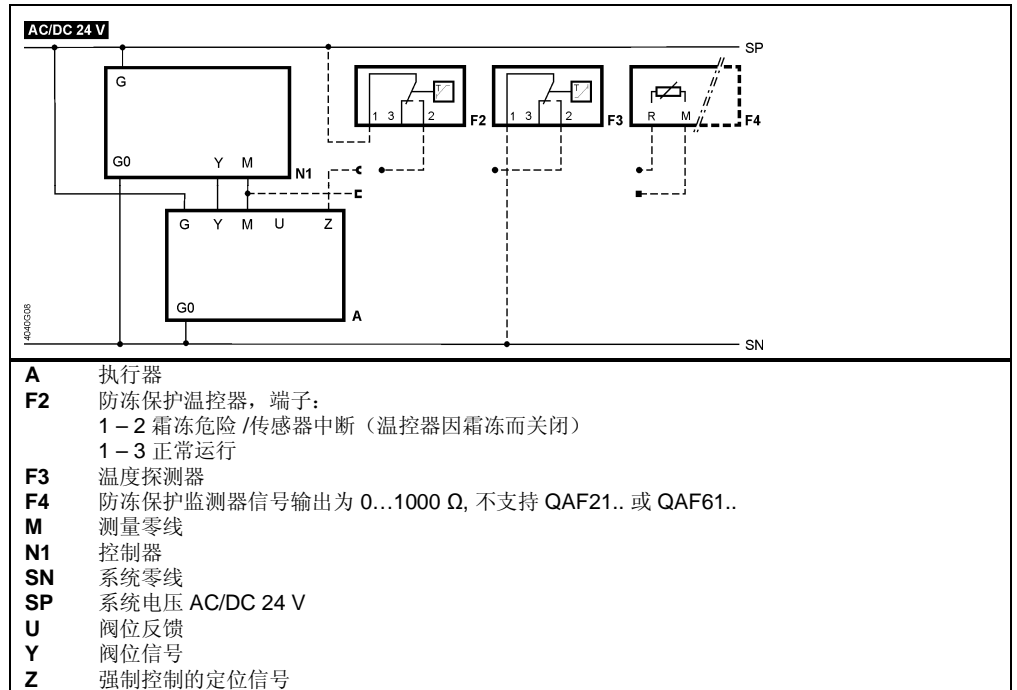 AC/DC 24 V
SP
G
T
T
1 3 2 F2
1 3 2 F3
R M F4
G0 Y M N1
G Y M U Z
G0
A
4040G08
SN
A 执行器
F2 防冻保护温控器，端子：
1 – 2 霜冻危险 /传感器中断（温控器因霜冻而关闭）
1 – 3 正常运行
F3 温度探测器
F4 防冻保护监测器信号输出为 0…1000 Ω, 不支持 QAF21.. 或 QAF61..
M 测量零线
N1 控制器
SN 系统零线
SP 系统电压 AC/DC 24 V
U 阀位反馈
Y 阀位信号
Z 强制控制的定位信号